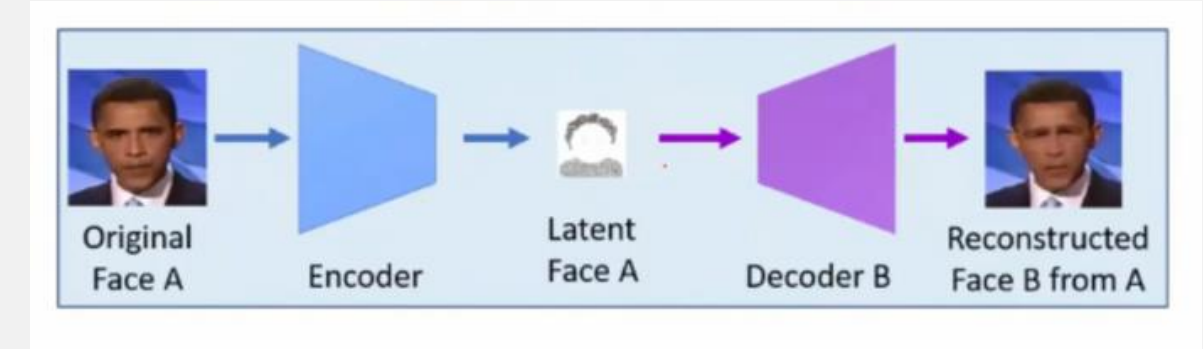 Original
Face A
Encoder
Latent
Face A
Decoder B
Reconstructed
Face B from A